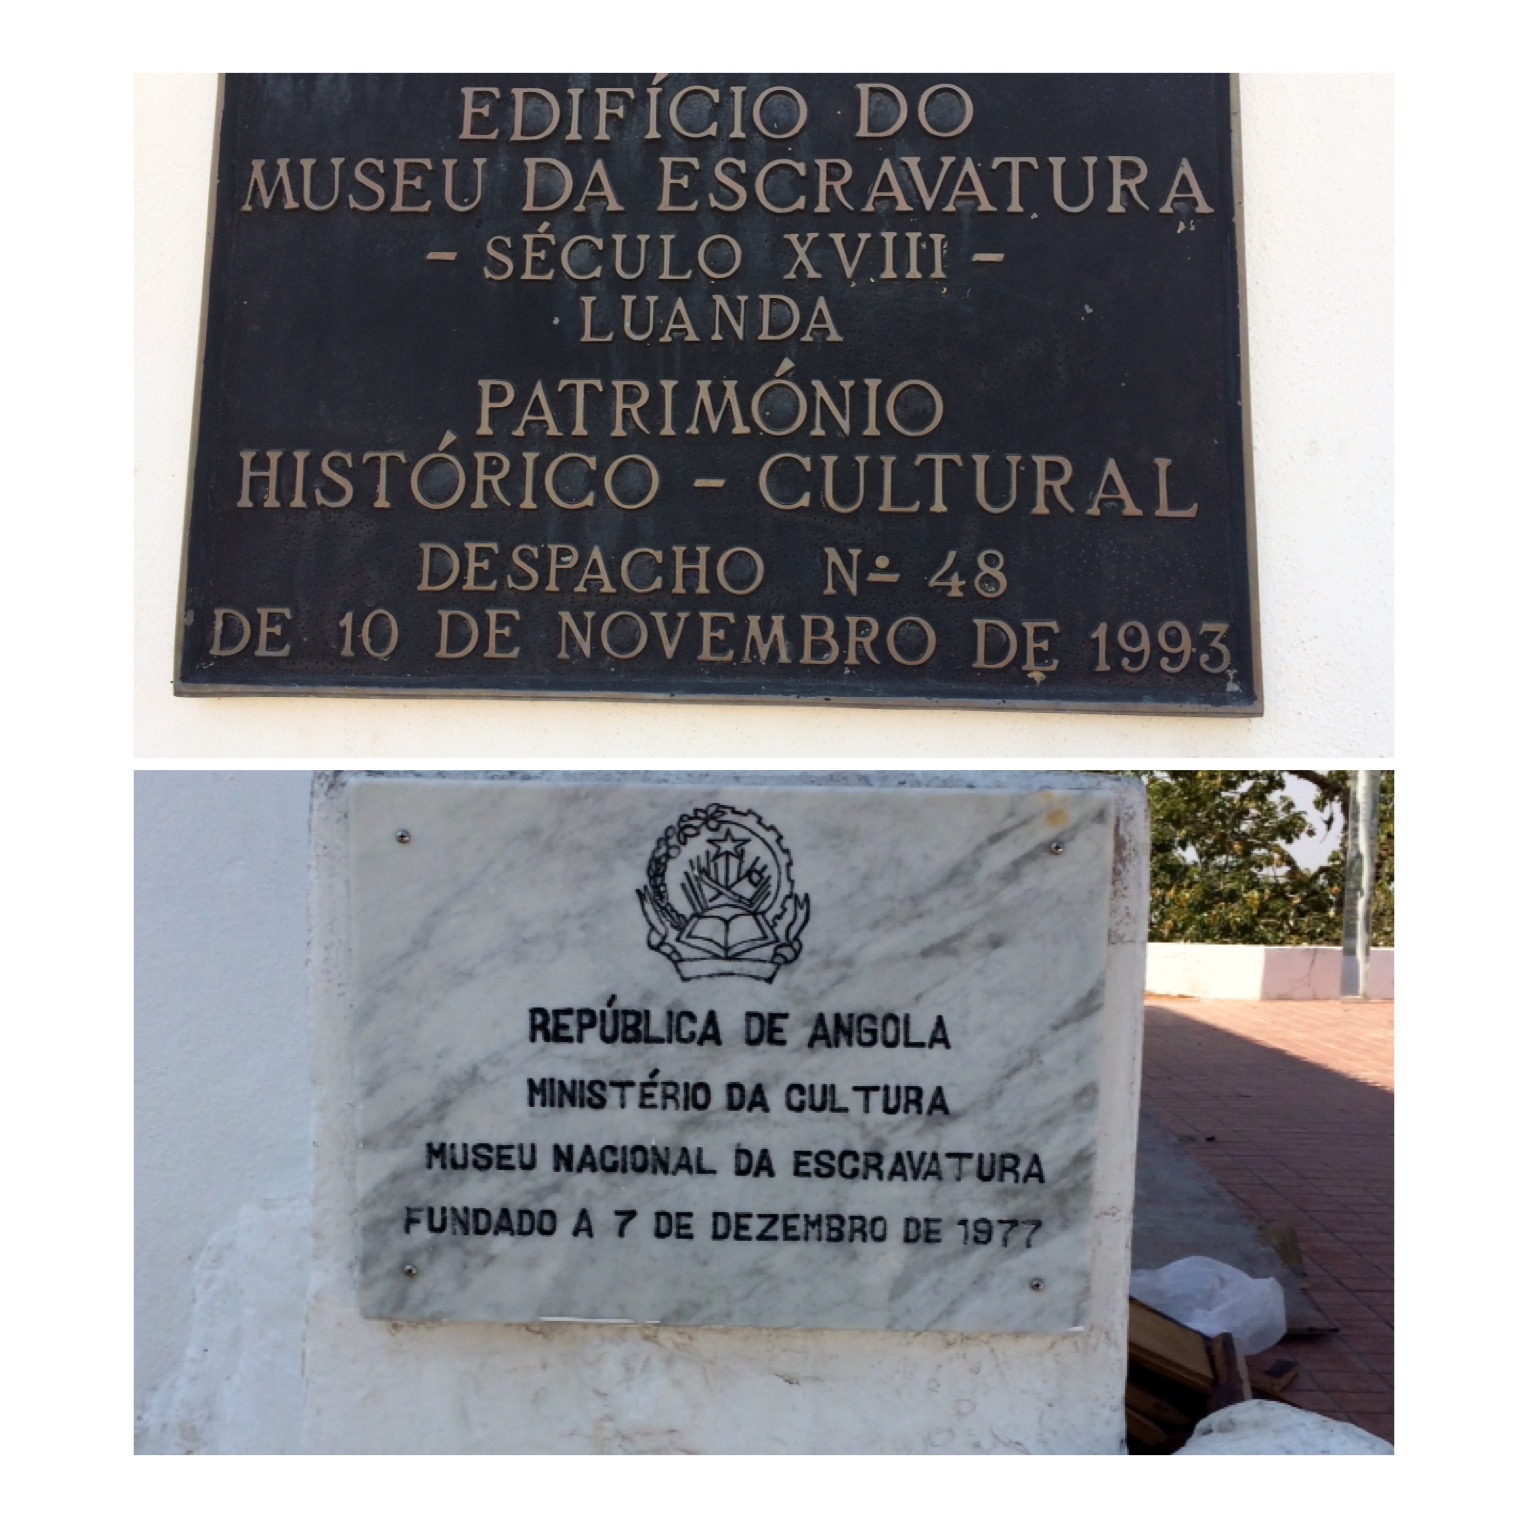 EDIFÍCIO DO
MUSEU DA ESCRAVATURA
- SÉCULO XVIII -
LUANDA
PATRIMÓNIO
HISTÓRICO - CULTURAL
DESPACHO Nº 48
DE 10 DE NOVEMBRO DE 1993
REPÚBLICA DE ANGOLA
MINISTÉRIO DA CULTURA
MUSEU NACIONAL DA ESCRAVATURA
FUNDADO A 7 DE DEZEMBRO DE 1977